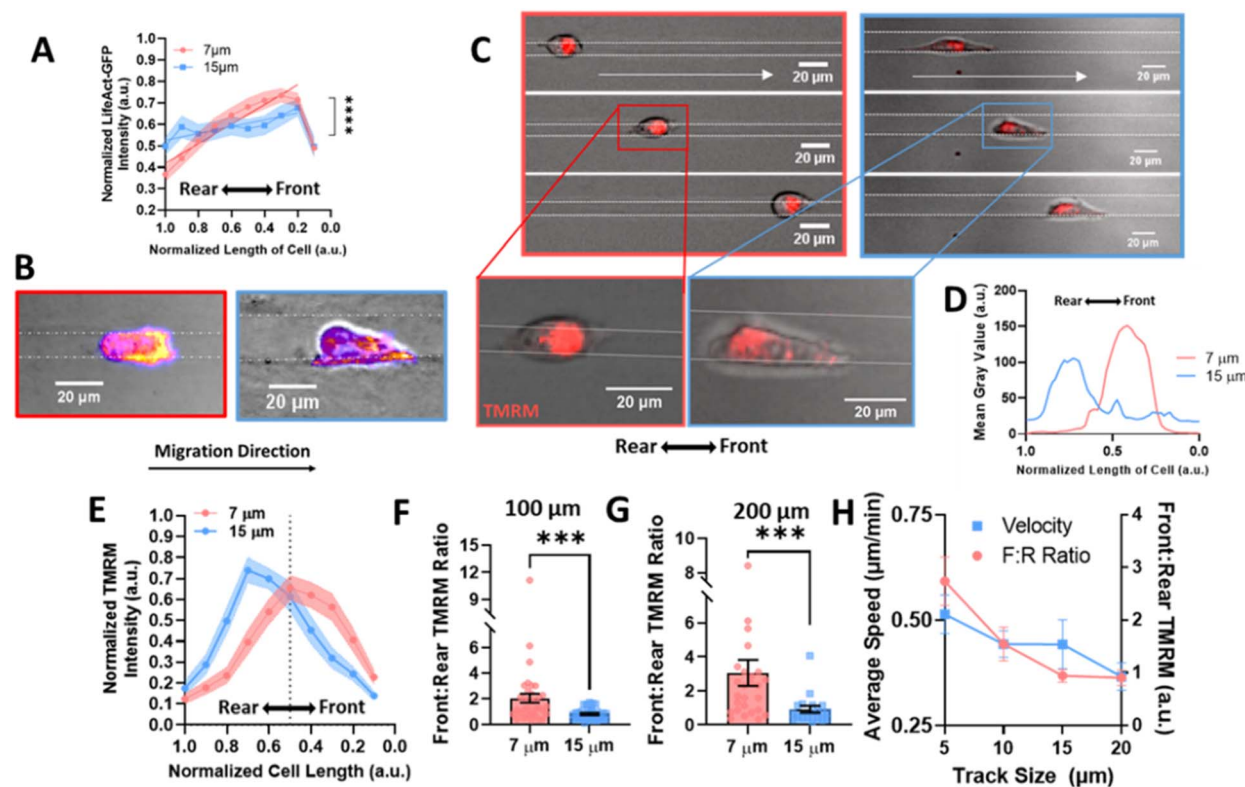 A
Normalized LifeAct-GFP
Intensity (a.u.)
1.0
0.9
0.8
0.7
0.6
0.5
0.4
0.3
0.2
7μm
15μm
****
Rear Front
1.0 0.8 0.6 0.4 0.2 0.0
Normalized Length of Cell (a.u.)
B
20 μm
20 μm
Migration Direction
C
20 μm
20 μm
20 μm
20 μm
20 μm
20 μm
TMRM
20 μm
20 μm
Rear Front
D
Mean Gray Value (a.u.)
200
150
100
50
0
Rear Front
7 μm
15 μm
1.0 0.5 0.0
Normalized Length of Cell (a.u.)
E
Normalized TMRM
Intensity (a.u.)
1.0
0.9
0.8
0.7
0.6
0.5
0.4
0.3
0.2
0.1
0.0
7 μm
15 μm
Rear Front
1.0 0.8 0.6 0.4 0.2 0.0
Normalized Cell Length (a.u.)
F
100 μm
Front:Rear TMRM Ratio
15
12
9
6
4
2
0
***
7 μm 15 μm
G
200 μm
Front:Rear TMRM Ratio
10
8
6
4
2
0
***
7 μm 15 μm
H
Average Speed (μm/min)
0.75
0.50
0.25
Velocity
F:R Ratio
Front:Rear TMRM (a.u.)
4
3
2
1
0
5 10 15 20
Track Size (μm)